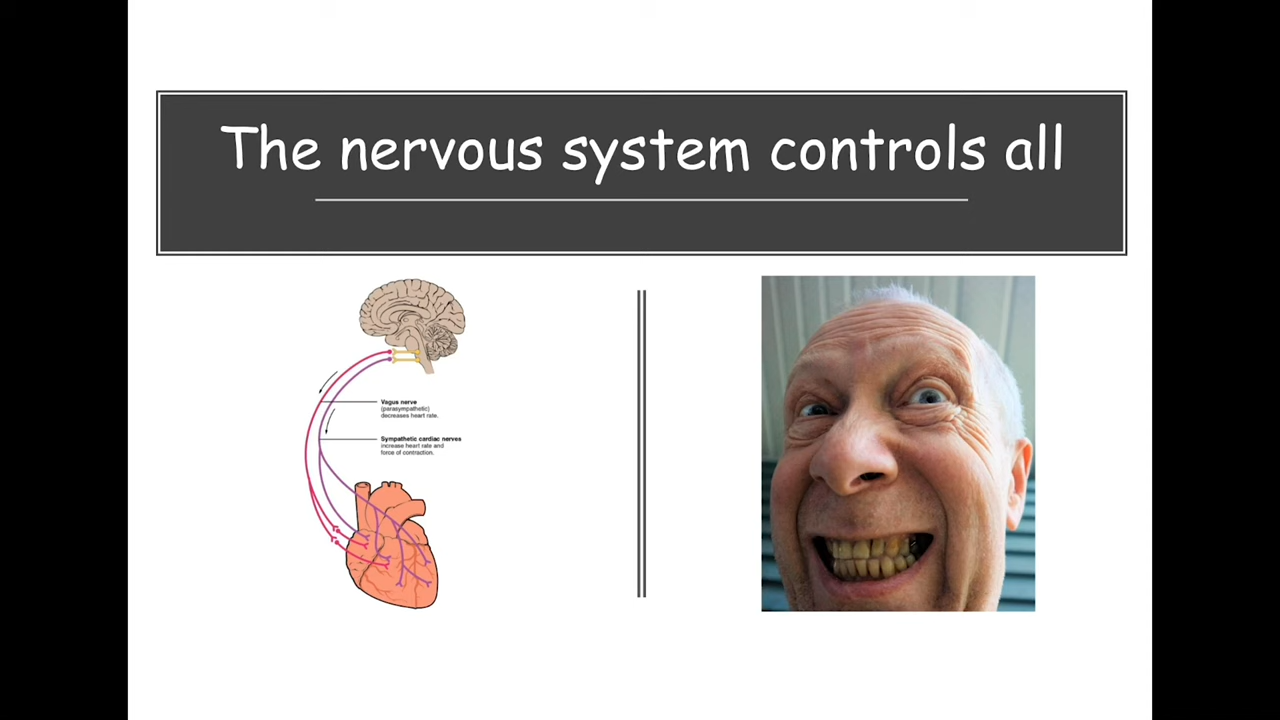 The nervous system controls all
Vagus nerve
(parasympathetic)
decreases heart rate.
Sympathetic cardiac nerves
increase heart rate and
force of contraction.